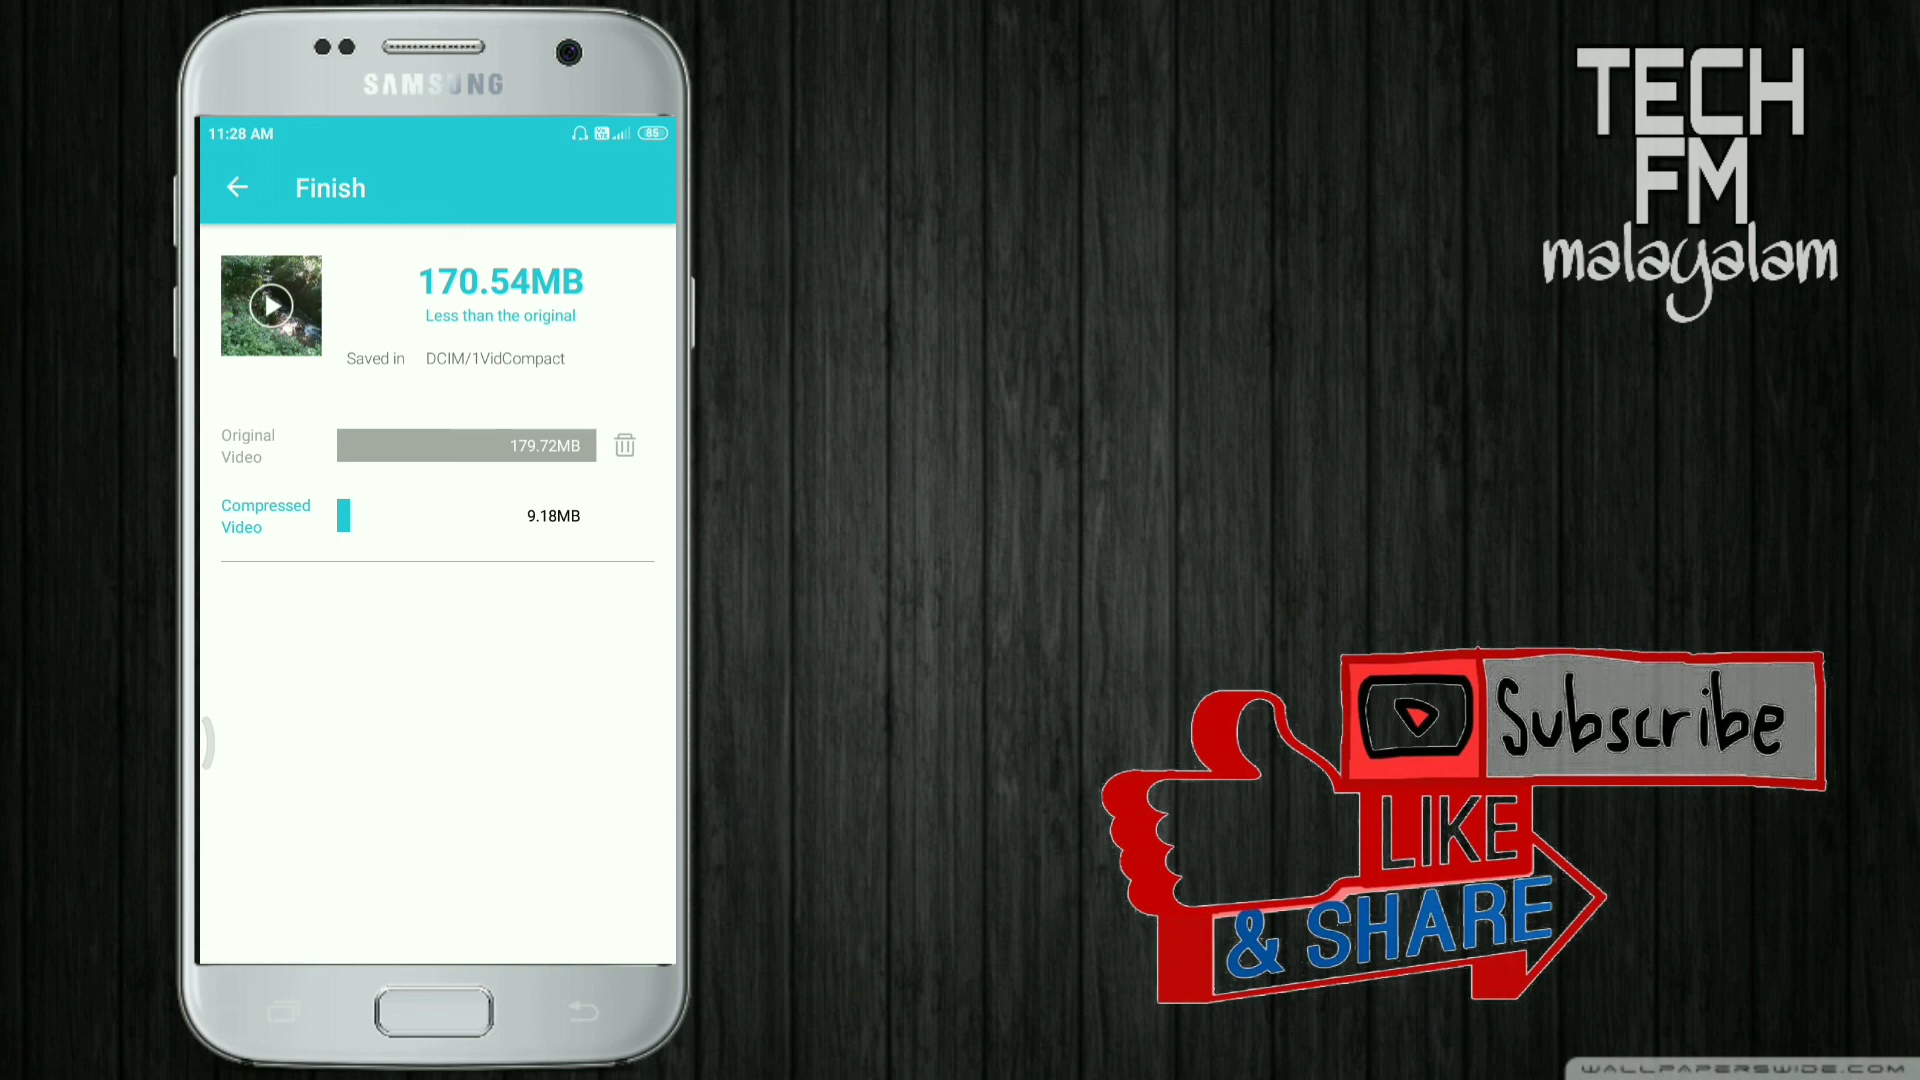 SAMSUNG
11:28 AM
85
Finish
170.54MB
Less than the original
Saved in DCIM/1VidCompact
Original
Video
179.72MB
Compressed
Video
9.18MB
TECH
FM
malayalam
Subscribe
LIKE
& SHARE
WALLPAPERSWIDE.COM